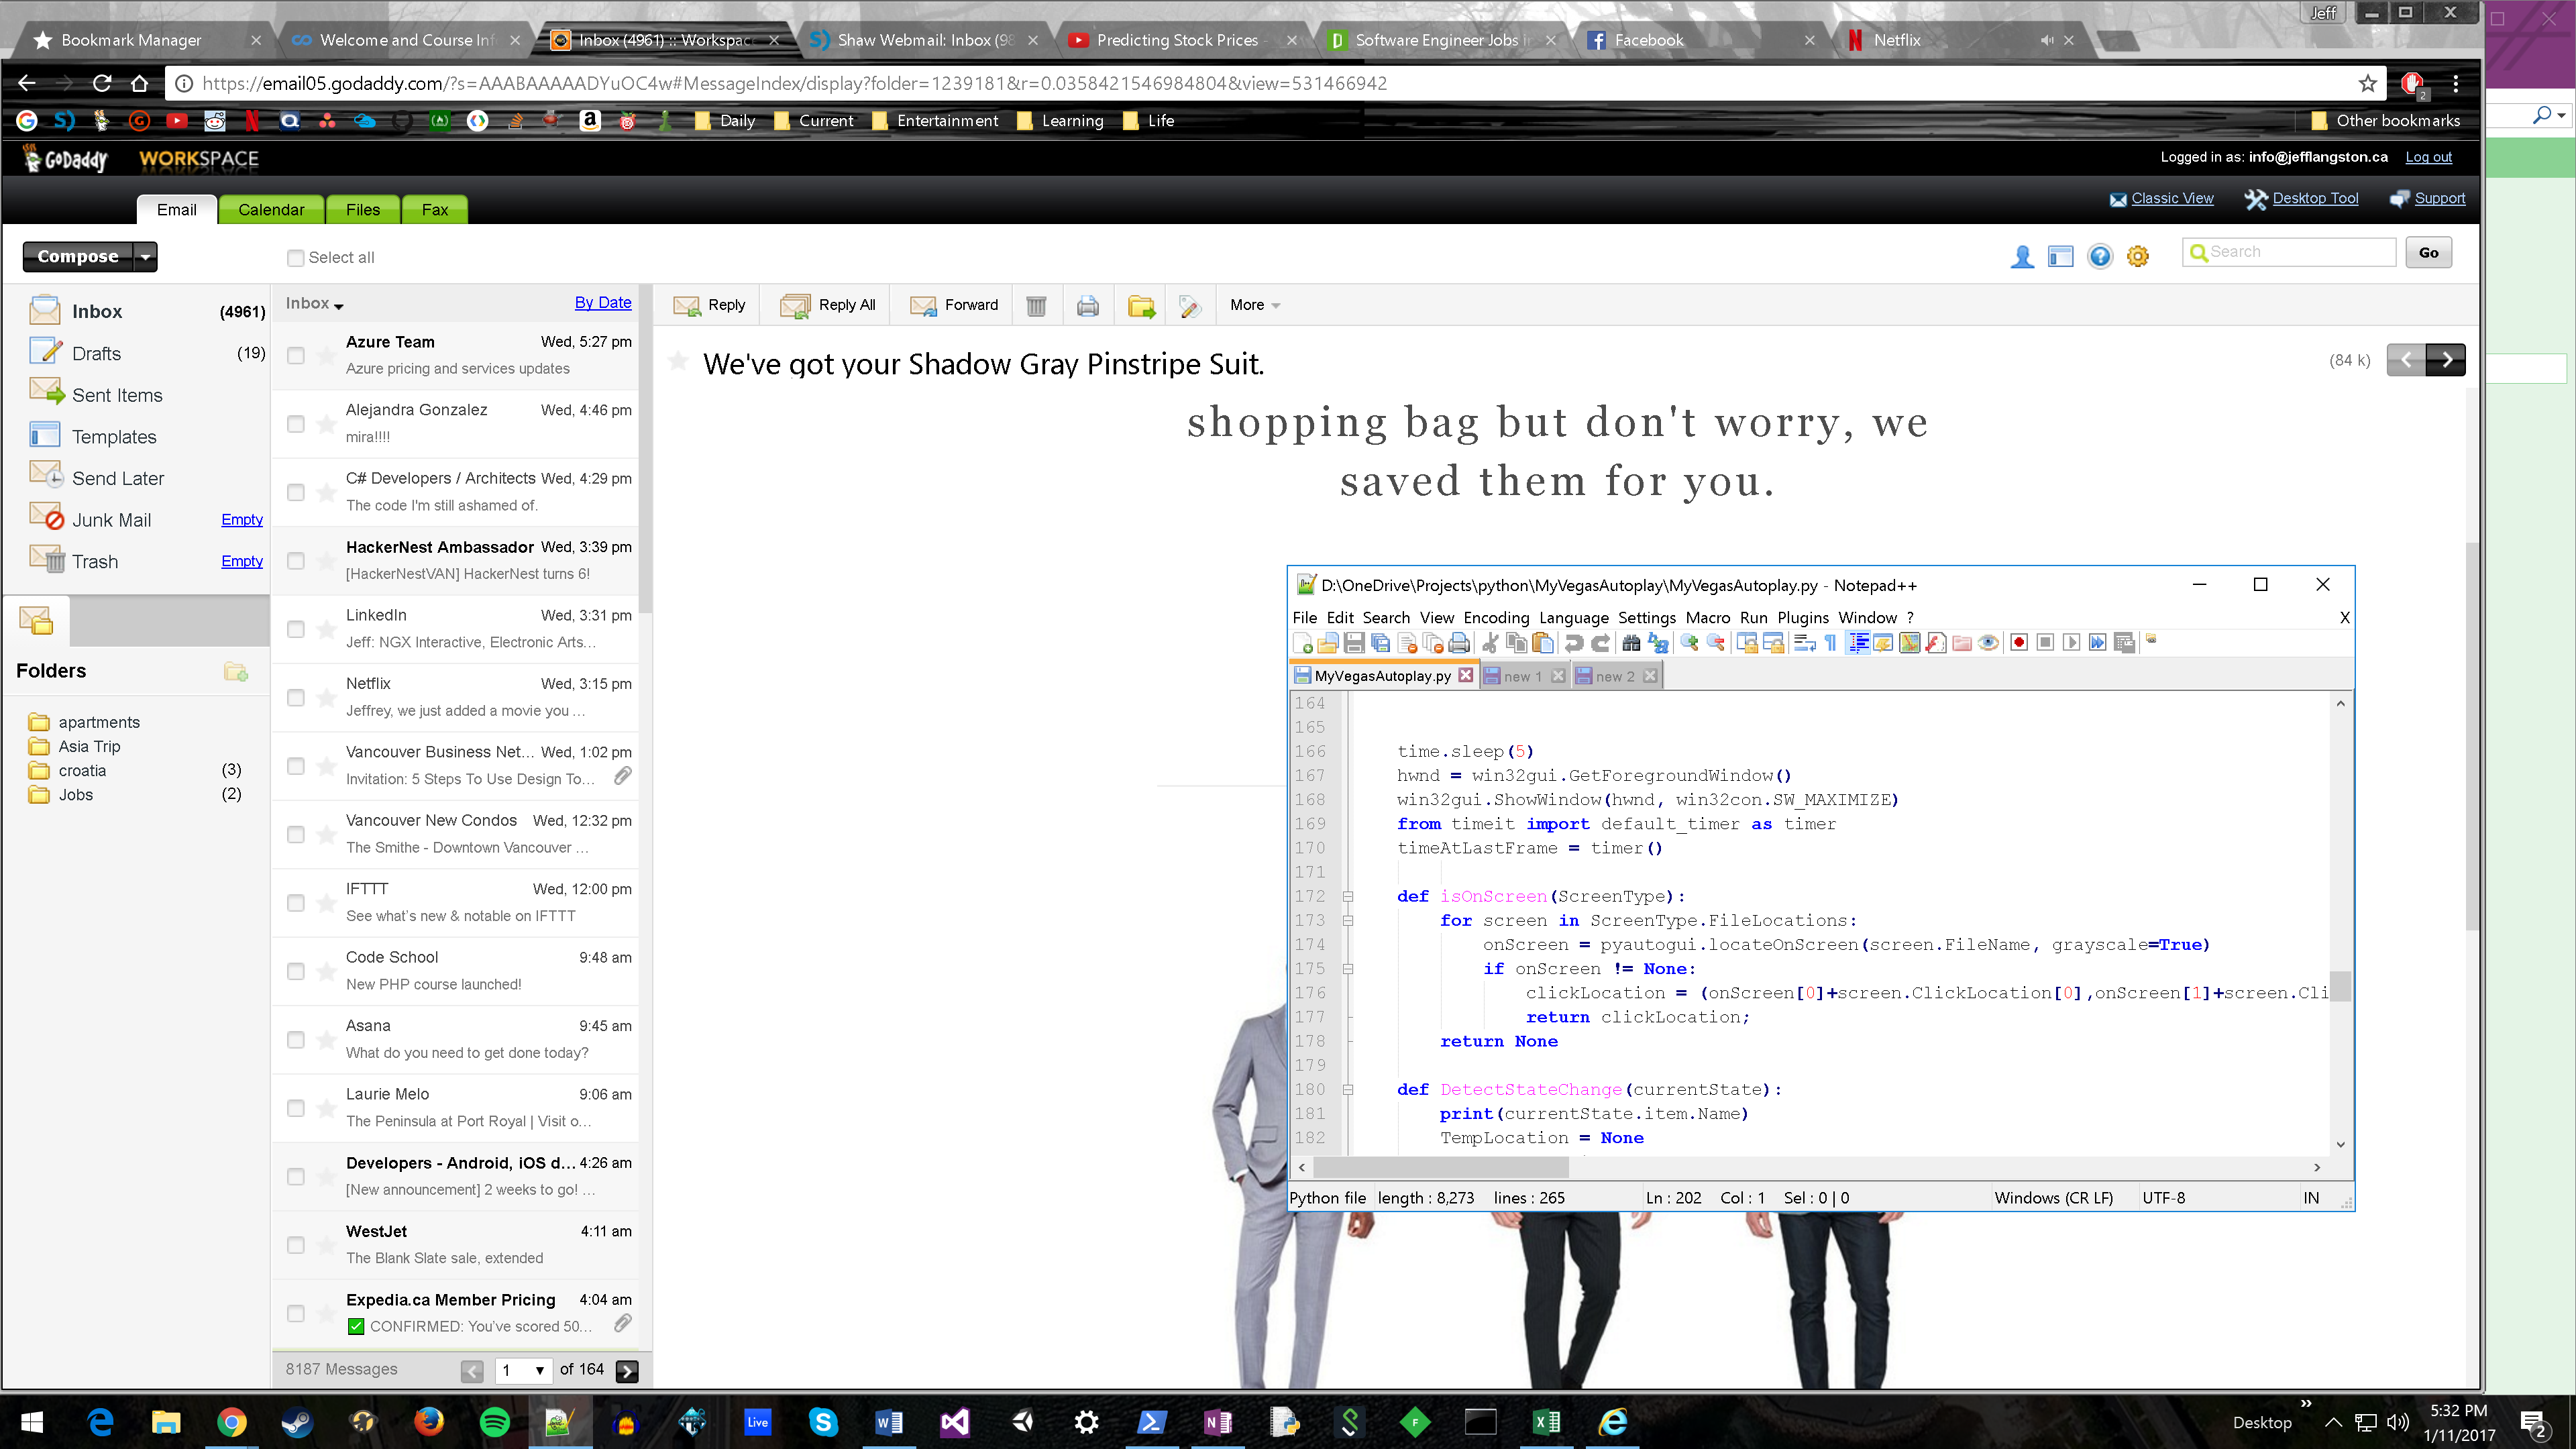 Jeff
Bookmark Manager
Welcome and Course Inf
Inbox (4961) :: Workspac
Shaw Webmail: Inbox (98
Predicting Stock Prices
Software Engineer Jobs i
Facebook
Netflix
https://email05.godaddy.com/?s=AAABAAAAADYuOC4w#MessageIndex/display?folder=1239181&r=0.0358421546984804&view=531466942
2
Daily
Current
Entertainment
Learning
Life
Other bookmarks
GoDaddy
WORKSPACE
Logged in as: info@jefflangston.ca
Log out
Email
Calendar
Files
Fax
Classic View
Desktop Tool
Support
Compose
Select all
Search
Go
Inbox (4961)
Drafts (19)
Sent Items
Templates
Send Later
Junk Mail Empty
Trash Empty
Folders
apartments
Asia Trip
croatia (3)
Jobs (2)
Inbox
By Date
Azure Team Wed, 5:27 pm
Azure pricing and services updates
Alejandra Gonzalez Wed, 4:46 pm
mira!!!!
C# Developers / Architects Wed, 4:29 pm
The code I'm still ashamed of.
HackerNest Ambassador Wed, 3:39 pm
[HackerNestVAN] HackerNest turns 6!
LinkedIn Wed, 3:31 pm
Jeff: NGX Interactive, Electronic Arts...
Netflix Wed, 3:15 pm
Jeffrey, we just added a movie you ...
Vancouver Business Net... Wed, 1:02 pm
Invitation: 5 Steps To Use Design To...
Vancouver New Condos Wed, 12:32 pm
The Smithe - Downtown Vancouver ...
IFTTT Wed, 12:00 pm
See what's new & notable on IFTTT
Code School 9:48 am
New PHP course launched!
Asana 9:45 am
What do you need to get done today?
Laurie Melo 9:06 am
The Peninsula at Port Royal | Visit o...
Developers - Android, iOS d... 4:26 am
[New announcement] 2 weeks to go! ...
WestJet 4:11 am
The Blank Slate sale, extended
Expedia.ca Member Pricing 4:04 am
CONFIRMED: You've scored 50...
8187 Messages
1
of 164
Reply
Reply All
Forward
More
We've got your Shadow Gray Pinstripe Suit.
(84 k)
shopping bag but don't worry, we
saved them for you.
D:\OneDrive\Projects\python\MyVegasAutoplay\MyVegasAutoplay.py - Notepad++
File Edit Search View Encoding Language Settings Macro Run Plugins Window ?
X
MyVegasAutoplay.py
new 1
new 2
164
165
166 time.sleep(5)
167 hwnd = win32gui.GetForegroundWindow()
168 win32gui.ShowWindow(hwnd, win32con.SW_MAXIMIZE)
169 from timeit import default_timer as timer
170 timeAtLastFrame = timer()
171
172 def isOnScreen(ScreenType):
173 for screen in ScreenType.FileLocations:
174 onScreen = pyautogui.locateOnScreen(screen.FileName, grayscale=True)
175 if onScreen != None:
176 clickLocation = (onScreen[0]+screen.ClickLocation[0],onScreen[1]+screen.Cli
177 return clickLocation;
178 return None
179
180 def DetectStateChange(currentState):
181 print(currentState.item.Name)
182 TempLocation = None
Python file
length : 8,273 lines : 265
Ln : 202 Col : 1 Sel : 0 | 0
Windows (CR LF)
UTF-8
IN
Live
Desktop
5:32 PM
1/11/2017
2